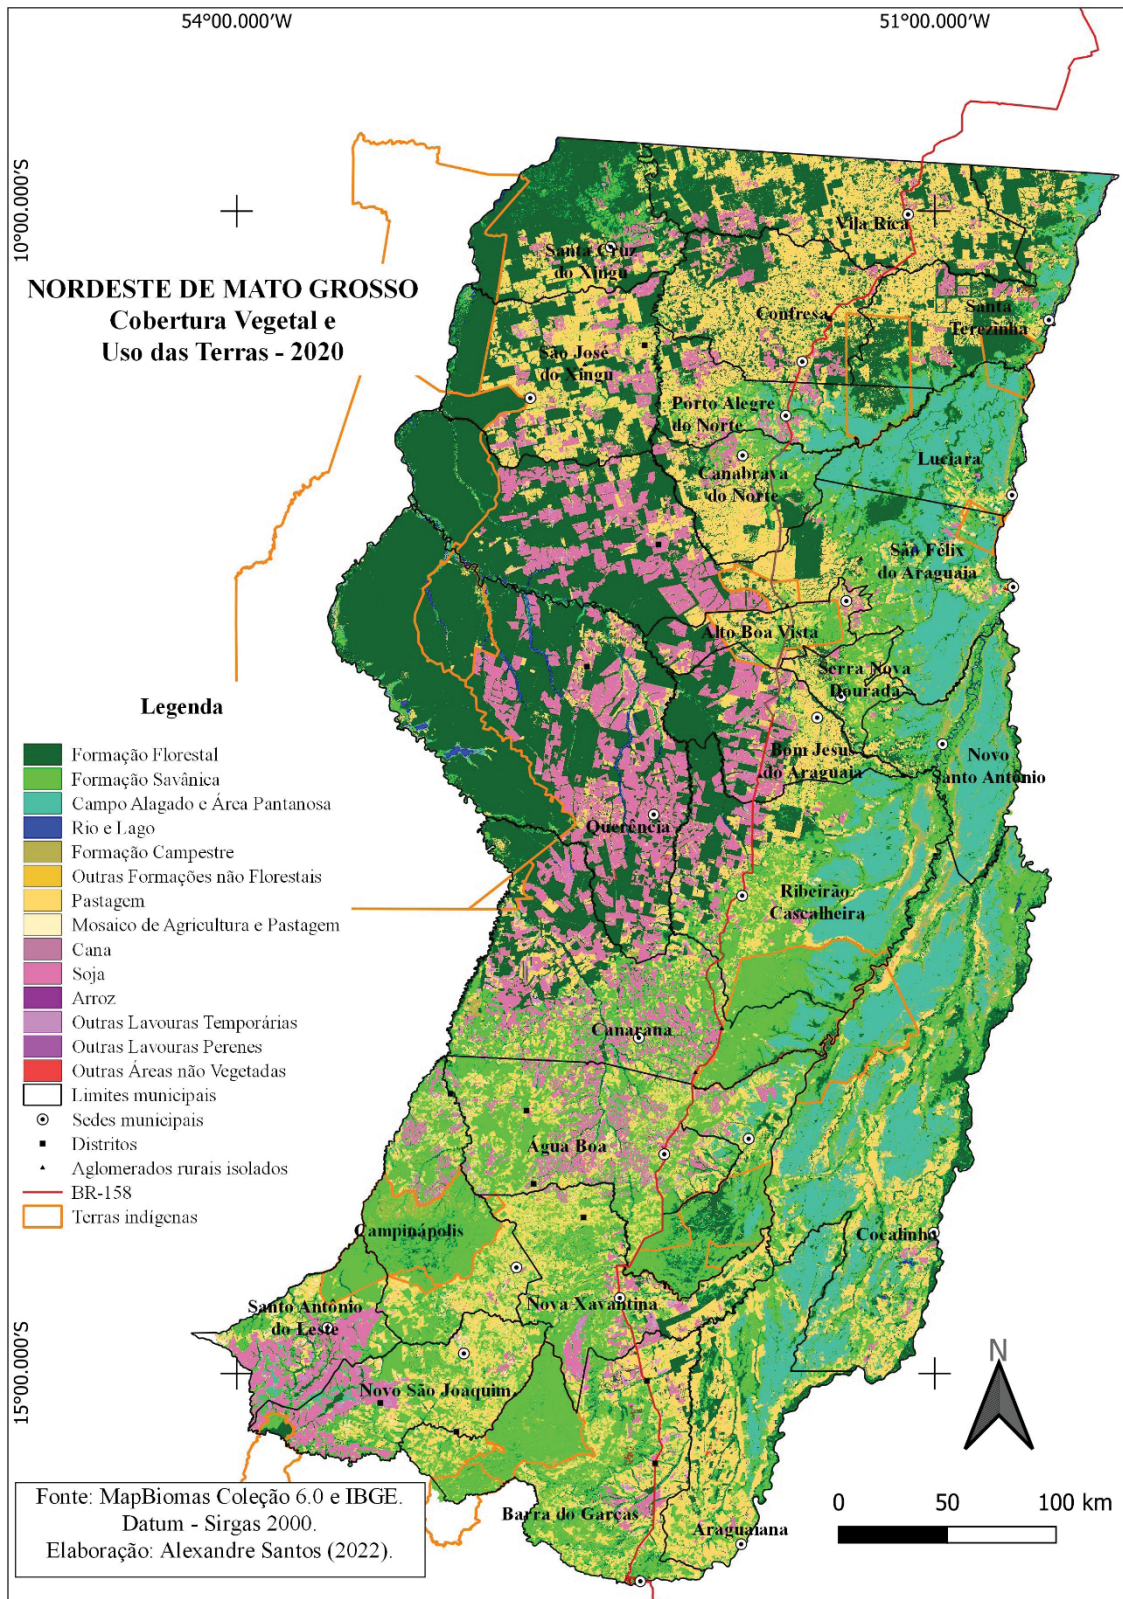 54°00.000′W
51°00.000′W
10°00.000′S
NORDESTE DE MATO GROSSO
Cobertura Vegetal e
Uso das Terras - 2020
Vila Rica
Santa Cruz
do Xingu
Confresa
Santa
Terezinha
São José
do Xingu
Porto Alegre
do Norte
Luciara
Canabrava
do Norte
São Félix
do Araguaia
Alto Boa Vista
Serra Nova
Dourada
Bom Jesus
do Araguaia
Novo
Santo Antônio
Querência
Ribeirão
Cascalheira
Canarana
Água Boa
Campinápolis
Cocalinho
Nova Xavantina
Santo Antônio
do Leste
Novo São Joaquim
Barra do Garças
Araguaiana
Legenda
Formação Florestal
Formação Savânica
Campo Alagado e Área Pantanosa
Rio e Lago
Formação Campestre
Outras Formações não Florestais
Pastagem
Mosaico de Agricultura e Pastagem
Cana
Soja
Arroz
Outras Lavouras Temporárias
Outras Lavouras Perenes
Outras Áreas não Vegetadas
Limites municipais
Sedes municipais
Distritos
Aglomerados rurais isolados
BR-158
Terras indígenas
15°00.000′S
N
Fonte: MapBiomas Coleção 6.0 e IBGE.
Datum - Sirgas 2000.
Elaboração: Alexandre Santos (2022).
0 50 100 km